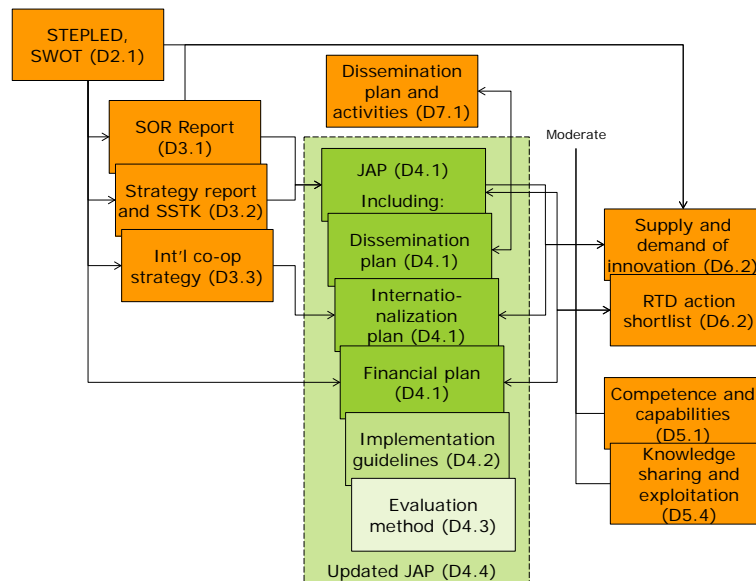 STEPLED,
SWOT (D2.1)
Dissemination
plan and
activities
(D7.1)
SOR Report
(D3.1)
Moderate
JAP (D4.1)
Including:
Strategy report
and SSTK (D3.2)
Supply and
demand of
innovation (D6.2)
Dissemination
plan (D4.1)
Int'l co-op
strategy (D3.3)
Internatio-
nalization
plan (D4.1)
RTD action
shortlist (D6.2)
Financial plan
(D4.1)
Competence and
capabilities
(D5.1)
Implementation
guidelines (D4.2)
Knowledge
sharing and
exploitation
(D5.4)
Evaluation
method (D4.3)
Updated JAP (D4.4)